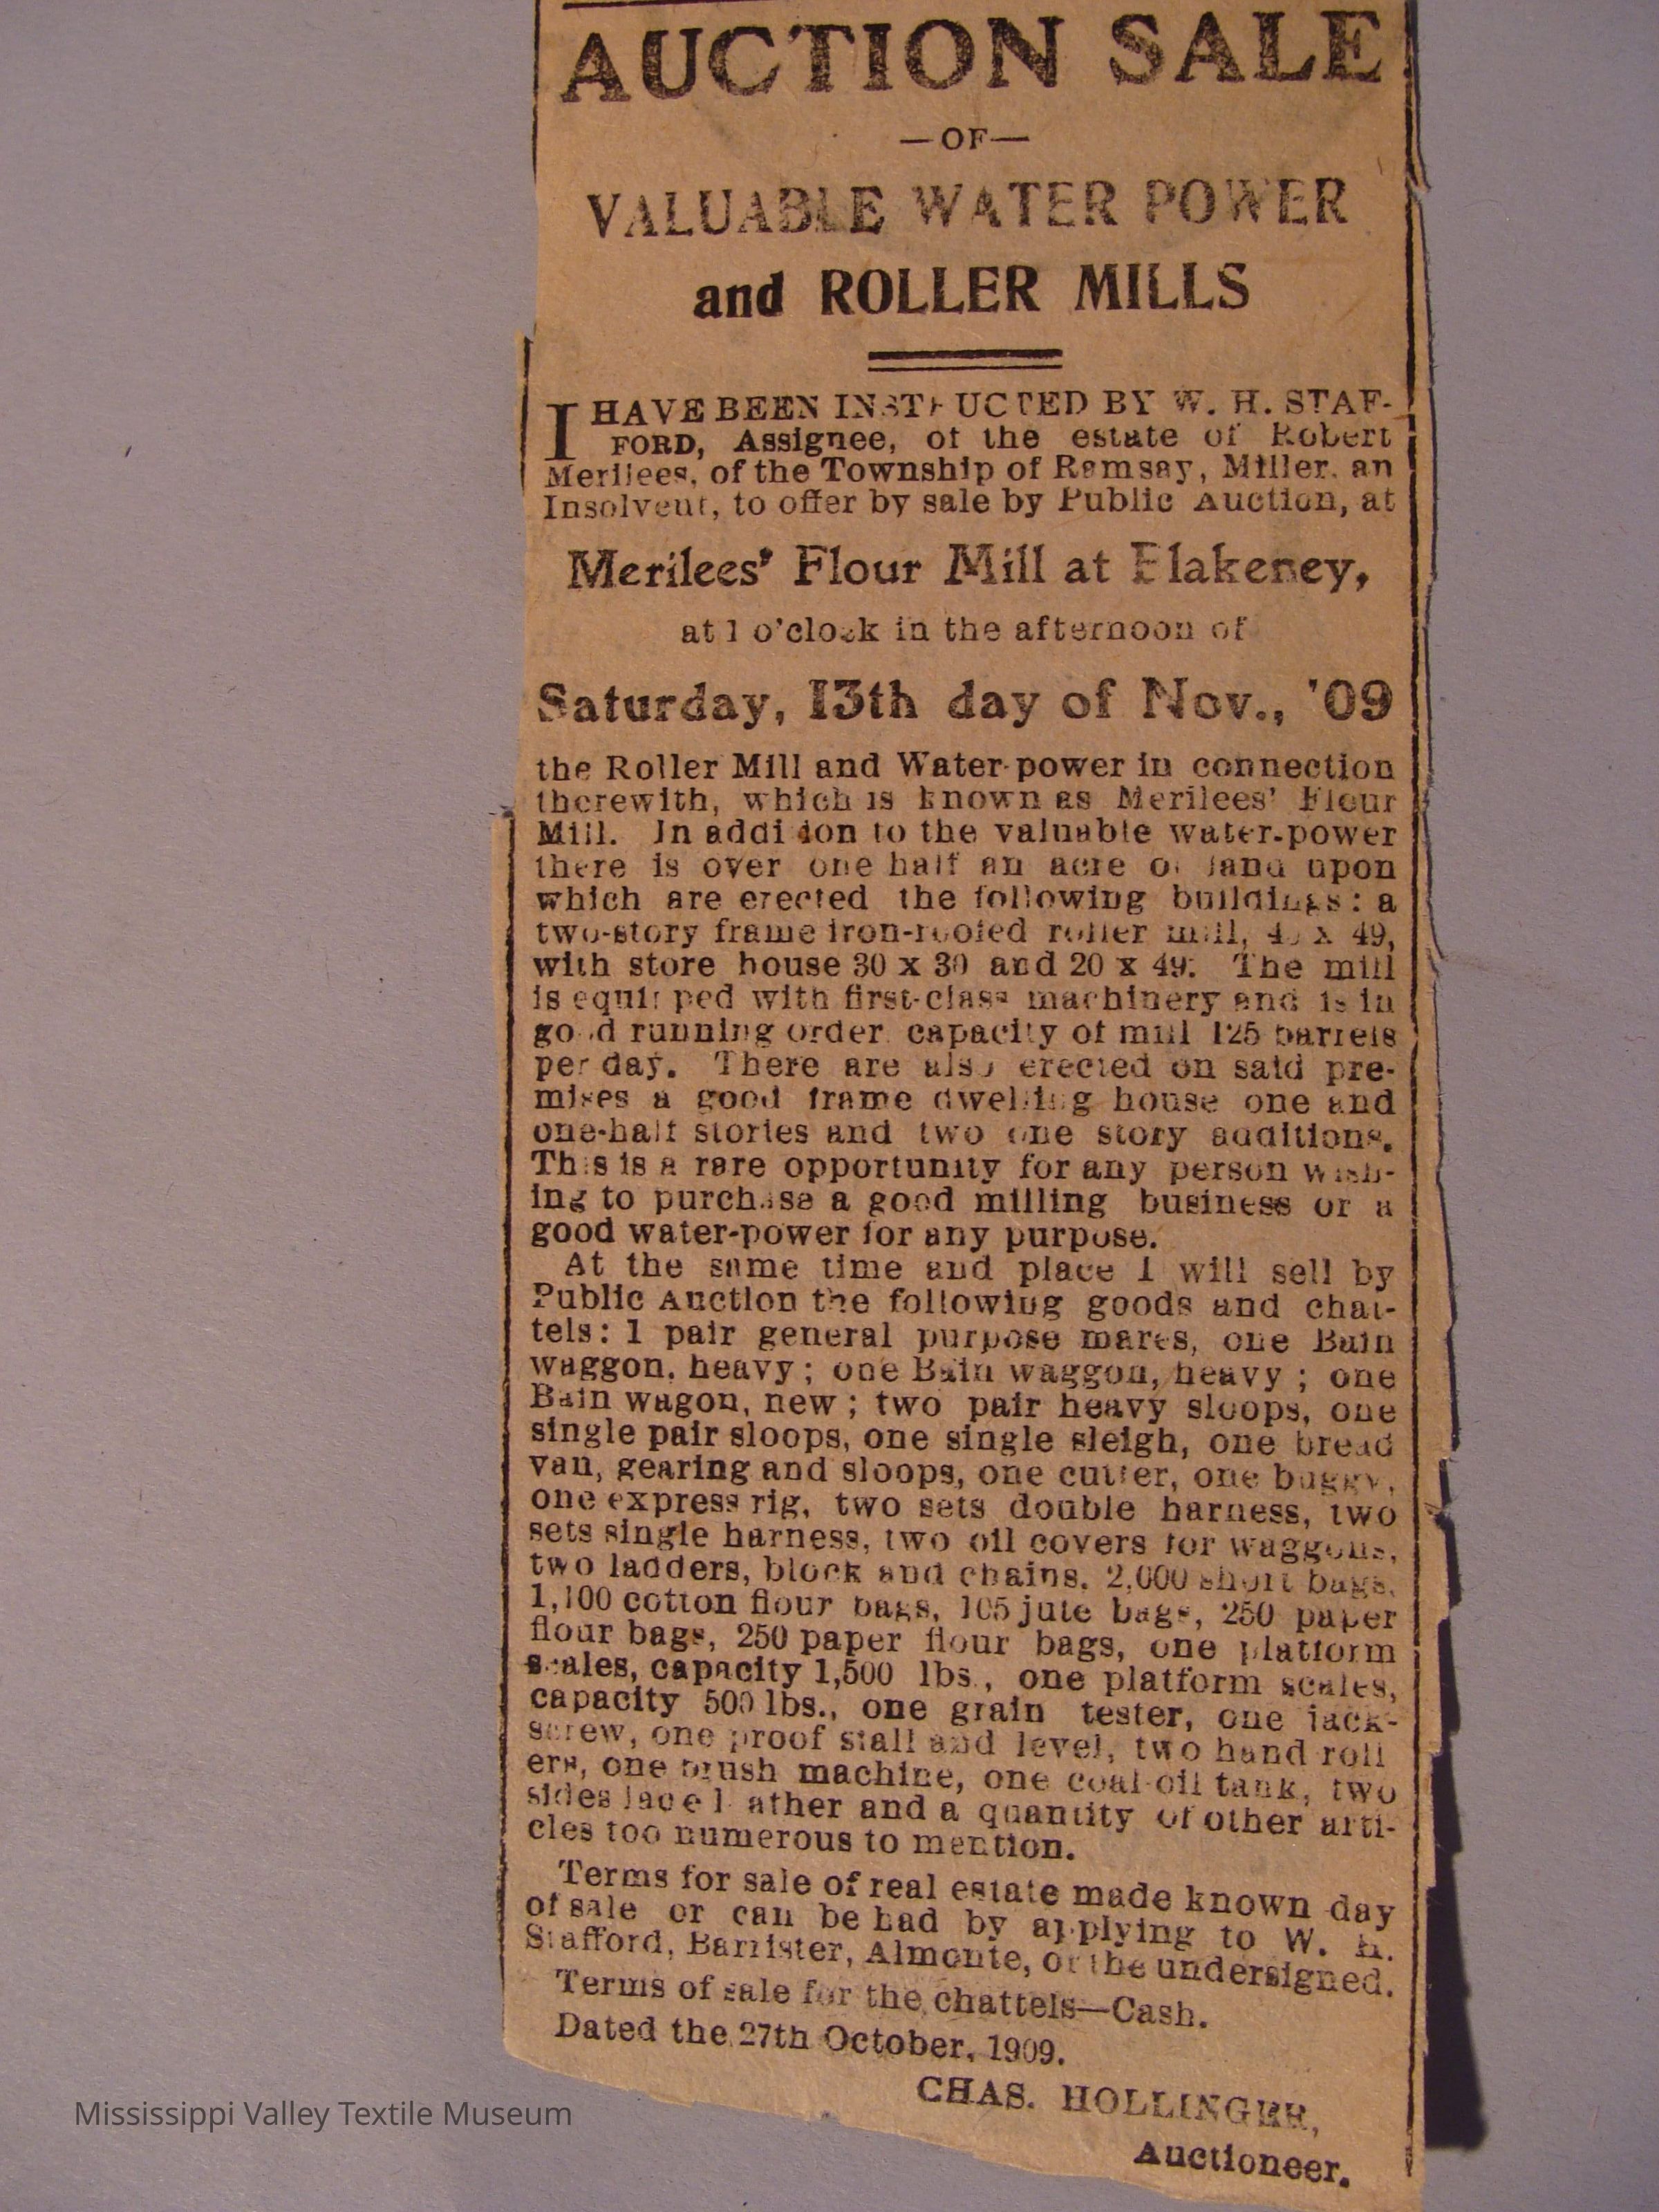 AUCTION SALE
—OF—
VALUABLE WATER POWER
and ROLLER MILLS
I HAVE BEEN INSTRUCTED BY W. H. STAF-
FORD, Assignee, of the estate of Robert
Merilees, of the Township of Ramsay, Miller, an
Insolvent, to offer by sale by Public Auction, at
Merilees' Flour Mill at Blakeney,
at 1 o'clock in the afternoon of
Saturday, 13th day of Nov., '09
the Roller Mill and Water-power in connection
therewith, which is known as Merilees' Flour
Mill. In addition to the valuable water-power
there is over one half an acre of land upon
which are erected the following buildings: a
two-story frame iron-roofed roller mill, x 49,
with store house 30 x 30 and 20 x 49. The mill
is equipped with first-class machinery and is in
good running order, capacity of mill 125 barrels
per day. There are also erected on said pre-
mises a good frame dwelling house one and
one-half stories and two one story additions.
This is a rare opportunity for any person wish-
ing to purchase a good milling business or a
good water-power for any purpose.
At the same time and place I will sell by
Public Auction the following goods and chat-
tels: 1 pair general purpose mares, one Bain
waggon, heavy; one Bain waggon, heavy; one
Bain wagon, new; two pair heavy sloops, one
single pair sloops, one single sleigh, one bread
van, gearing and sloops, one cutter, one buggy,
one express rig, two sets double harness, two
sets single harness, two oil covers for waggons,
two ladders, block and chains, 2,000 short bags,
1,100 cotton flour bags, 105 jute bags, 250 paper
flour bags, 250 paper flour bags, one platform
scales, capacity 1,500 lbs., one platform scales,
capacity 500 lbs., one grain tester, one jack-
screw, one proof stall and level, two hand roll
ers, one brush machine, one coal-oil tank, two
sides lace leather and a quantity of other arti-
cles too numerous to mention.
Terms for sale of real estate made known day
of sale or can be had by applying to W. H.
Stafford, Barrister, Almonte, or the undersigned.
Terms of sale for the chattels—Cash.
Dated the 27th October, 1909.
CHAS. HOLLINGER,
Auctioneer.
Mississippi Valley Textile Museum